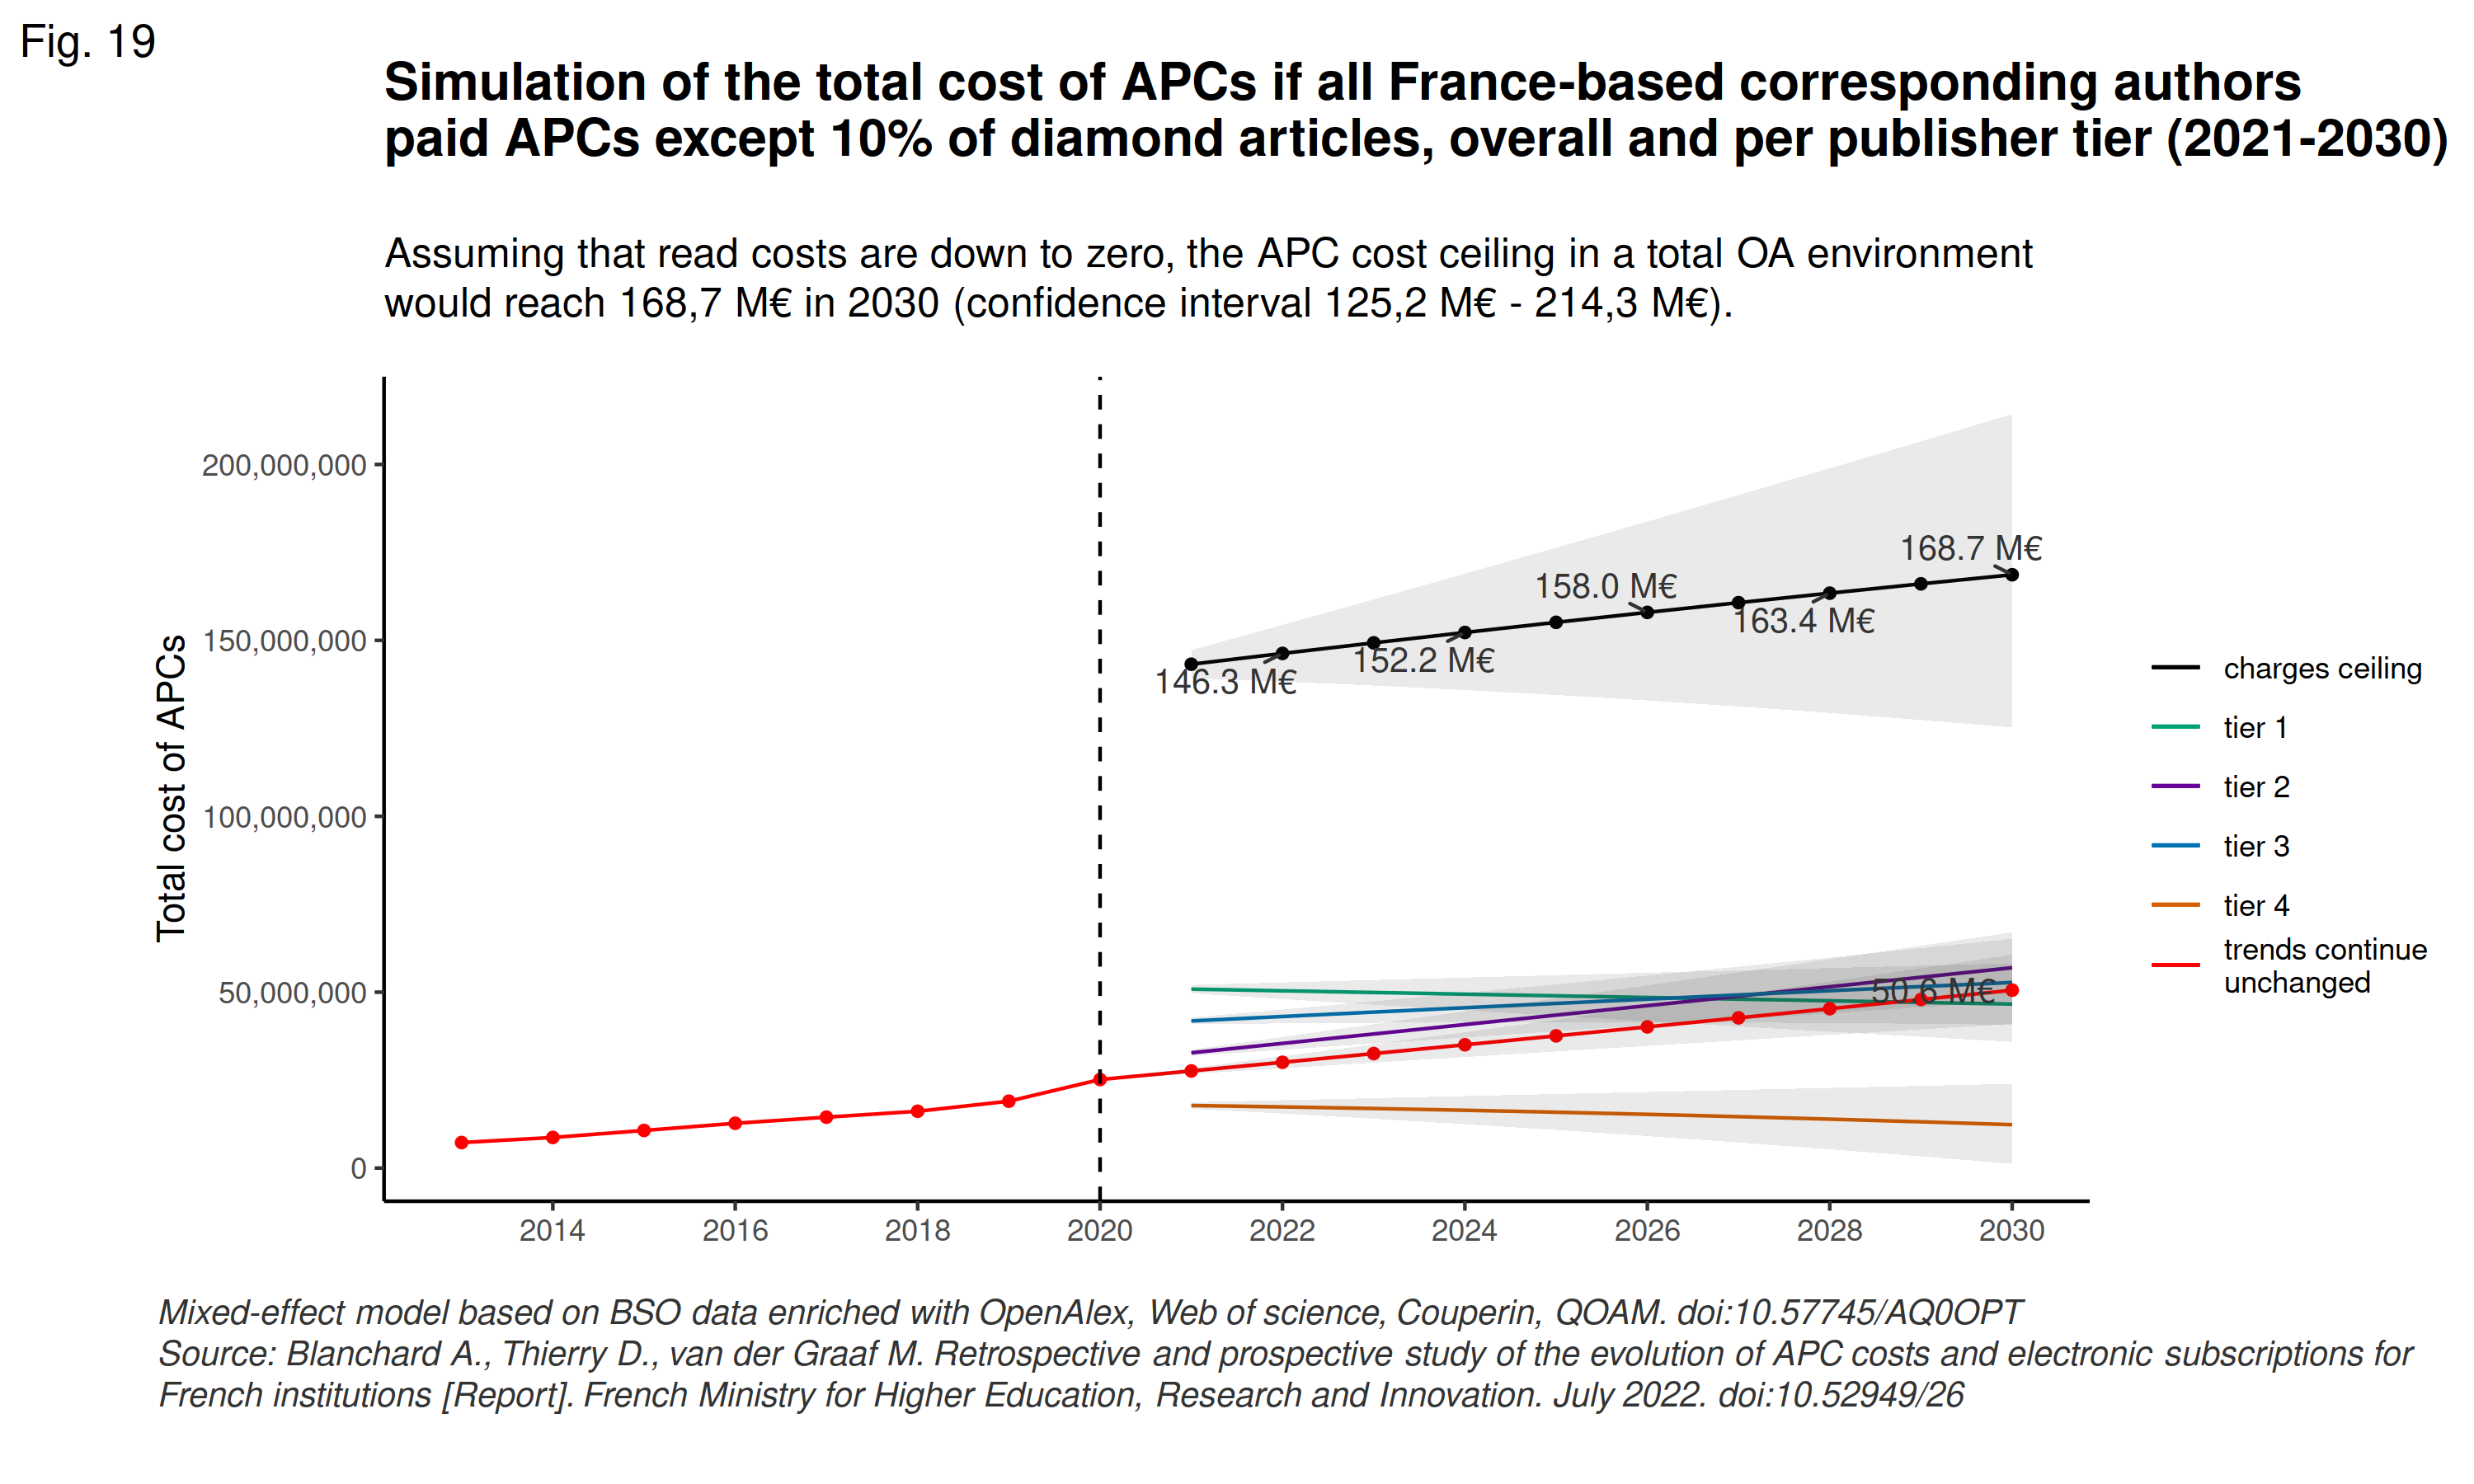 Fig. 19
Simulation of the total cost of APCs if all France-based corresponding authors
paid APCs except 10% of diamond articles, overall and per publisher tier (2021-2030)
Assuming that read costs are down to zero, the APC cost ceiling in a total OA environment
would reach 168,7 M€ in 2030 (confidence interval 125,2 M€ - 214,3 M€).
Total cost of APCs
200,000,000
150,000,000
100,000,000
50,000,000
0
146.3 M€
152.2 M€
158.0 M€
163.4 M€
168.7 M€
50.6 M€
2014
2016
2018
2020
2022
2024
2026
2028
2030
charges ceiling
tier 1
tier 2
tier 3
tier 4
trends continue
unchanged
Mixed-effect model based on BSO data enriched with OpenAlex, Web of science, Couperin, QOAM. doi:10.57745/AQ0OPT
Source: Blanchard A., Thierry D., van der Graaf M. Retrospective and prospective study of the evolution of APC costs and electronic subscriptions for
French institutions [Report]. French Ministry for Higher Education, Research and Innovation. July 2022. doi:10.52949/26